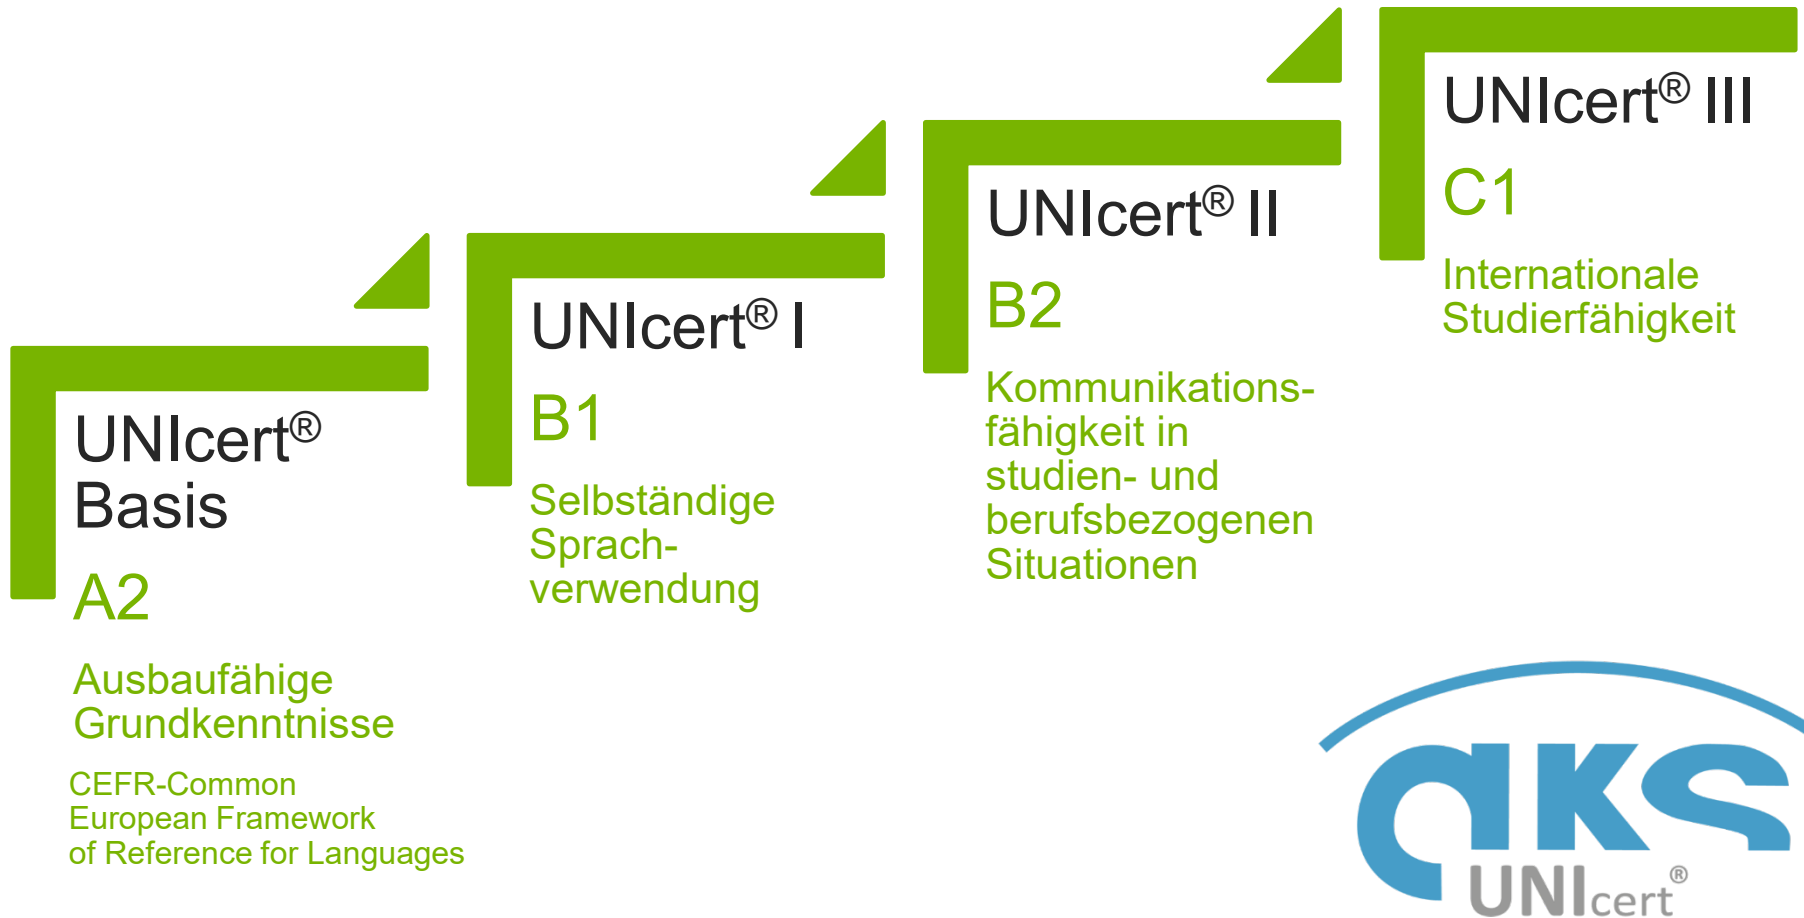 UNIcert®
Basis
A2
Ausbaufähige
Grundkenntnisse
CEFR-Common
European Framework
of Reference for Languages
UNIcert® I
B1
Selbständige
Sprach-
verwendung
UNIcert® II
B2
Kommunikations-
fähigkeit in
studien- und
berufsbezogenen
Situationen
UNIcert® III
C1
Internationale
Studierfähigkeit
aks
UNIcert®